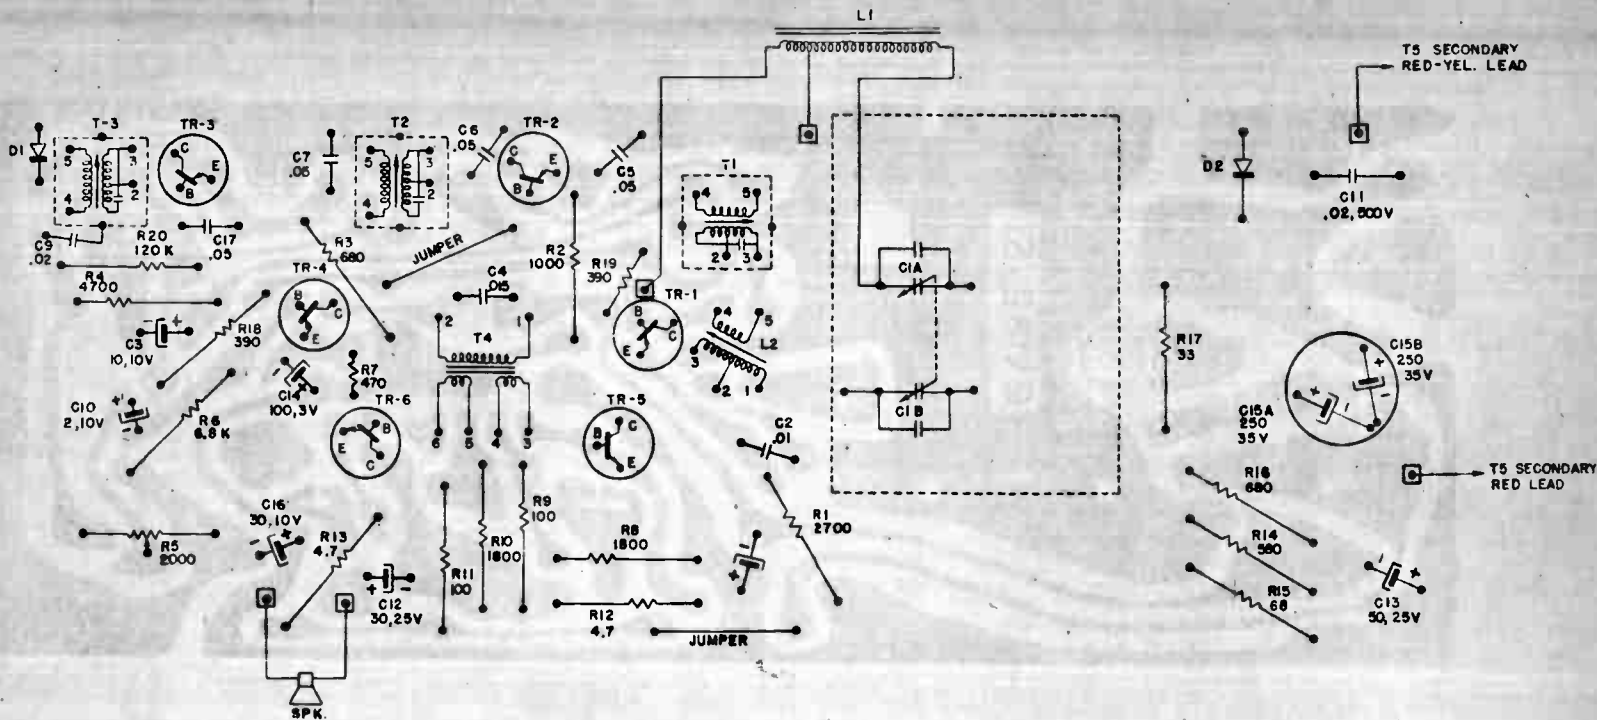 L1
T5 SECONDARY
RED-YEL. LEAD
D1
T-3
5
3
4
2
TR-3
C
E
B
C7
.05
T2
5
3
4
2
C6
.05
TR-2
C
E
B
C5
.05
T1
4
5
2
3
D2
C11
.02,500V
C9
.02
R20
120 K
C17
.05
R3
680
JUMPER
R2
1000
R19
390
C1A
R4
4700
TR-4
B
C
E
C4
.015
TR-1
B
C
E
4
5
L2
3
2
1
C3
10,10V
- +
R18
390
2
T4
1
R17
33
C15B
250
35V
+
-
C10
2,10V
+
-
R6
6.8 K
C14
100,3V
-
+
R7
470
TR-6
B
E
C
6
5
4
3
TR-5
C
B
E
C2
.01
C1B
C15A
250
35V
+
-
T5 SECONDARY
RED LEAD
R5
2000
C16
30,10V
-
+
R13
4.7
C12
30,25V
+ -
R11
100
R10
1800
R9
100
R8
1800
R12
4.7
JUMPER
-
+
R1
2700
R16
680
R14
560
R15
68
C13
50,25V
-
+
SPK.